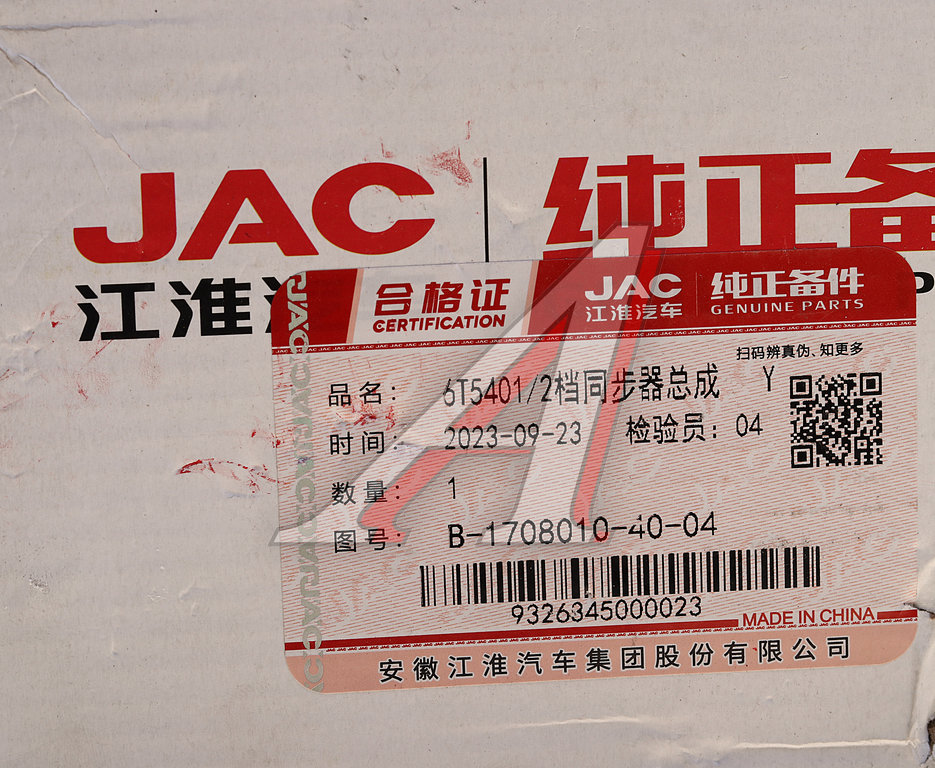 JAC 纯正备
江淮
合格证 JAC 纯正备件
CERTIFICATION 江淮汽车 GENUINE PARTS
扫码辨真伪、知更多
品名： 6T5401/2档同步器总成 Y
时间： 2023-09-23 检验员：04
数量： 1
图号： B-1708010-40-04
9326345000023
MADE IN CHINA
安徽江淮汽车集团股份有限公司